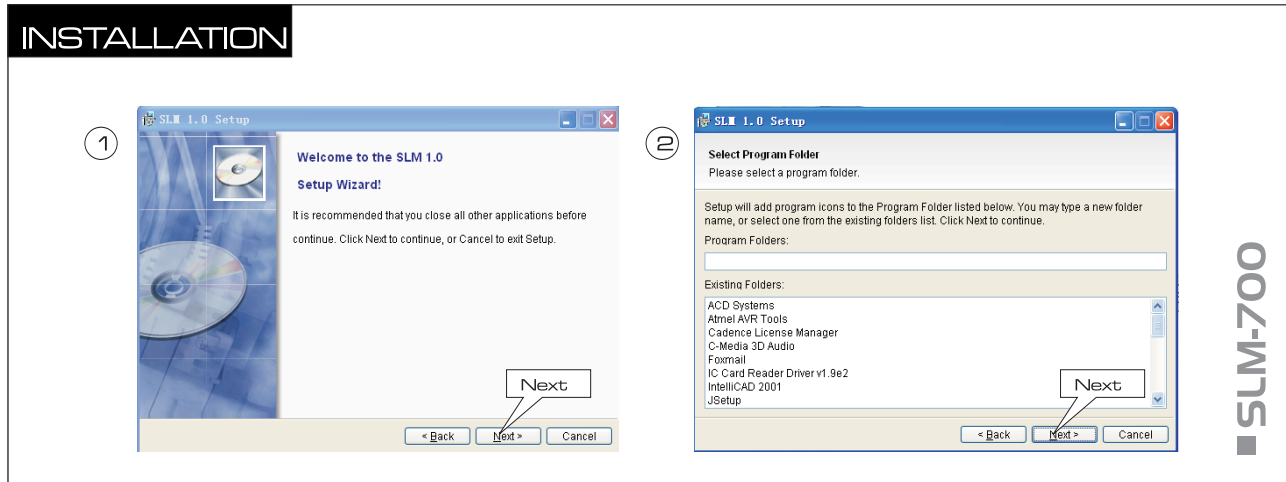 INSTALLATION
1
SLM 1.0 Setup
Welcome to the SLM 1.0
Setup Wizard!
It is recommended that you close all other applications before
continue. Click Next to continue, or Cancel to exit Setup.
Next
< Back
Next >
Cancel
2
SLM 1.0 Setup
Select Program Folder
Please select a program folder.
Setup will add program icons to the Program Folder listed below. You may type a new folder
name, or select one from the existing folders list. Click Next to continue.
Program Folders:
Existing Folders:
ACD Systems
Atmel AVR Tools
Cadence License Manager
C-Media 3D Audio
Foxmail
IC Card Reader Driver v1.9e2
IntelliCAD 2001
JSetup
Next
< Back
Next >
Cancel
SLM-700